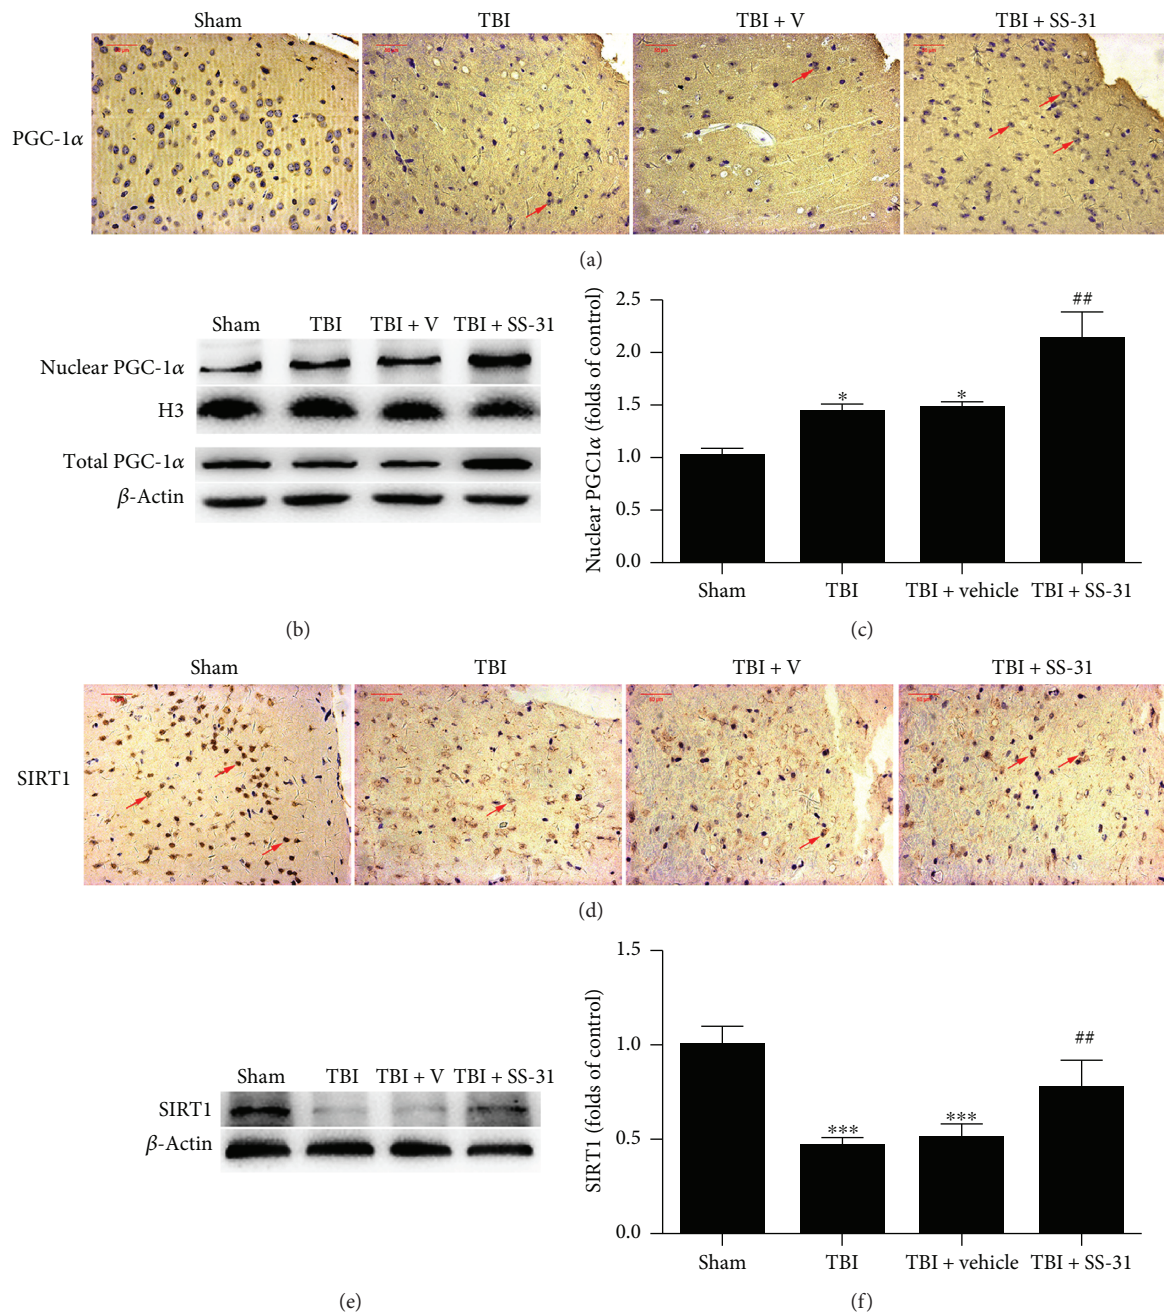 Sham TBI TBI + V TBI + SS-31
PGC-1α
(a)
Sham TBI TBI + V TBI + SS-31
Nuclear PGC-1α
H3
Total PGC-1α
β-Actin
(b)
Nuclear PGC1α (folds of control)
2.5
2.0
1.5
1.0
0.5
0.0
* * ##
Sham TBI TBI + vehicle TBI + SS-31
(c)
Sham TBI TBI + V TBI + SS-31
SIRT1
(d)
Sham TBI TBI + V TBI + SS-31
SIRT1
β-Actin
(e)
SIRT1 (folds of control)
1.5
1.0
0.5
0.0
*** *** ##
Sham TBI TBI + vehicle TBI + SS-31
(f)